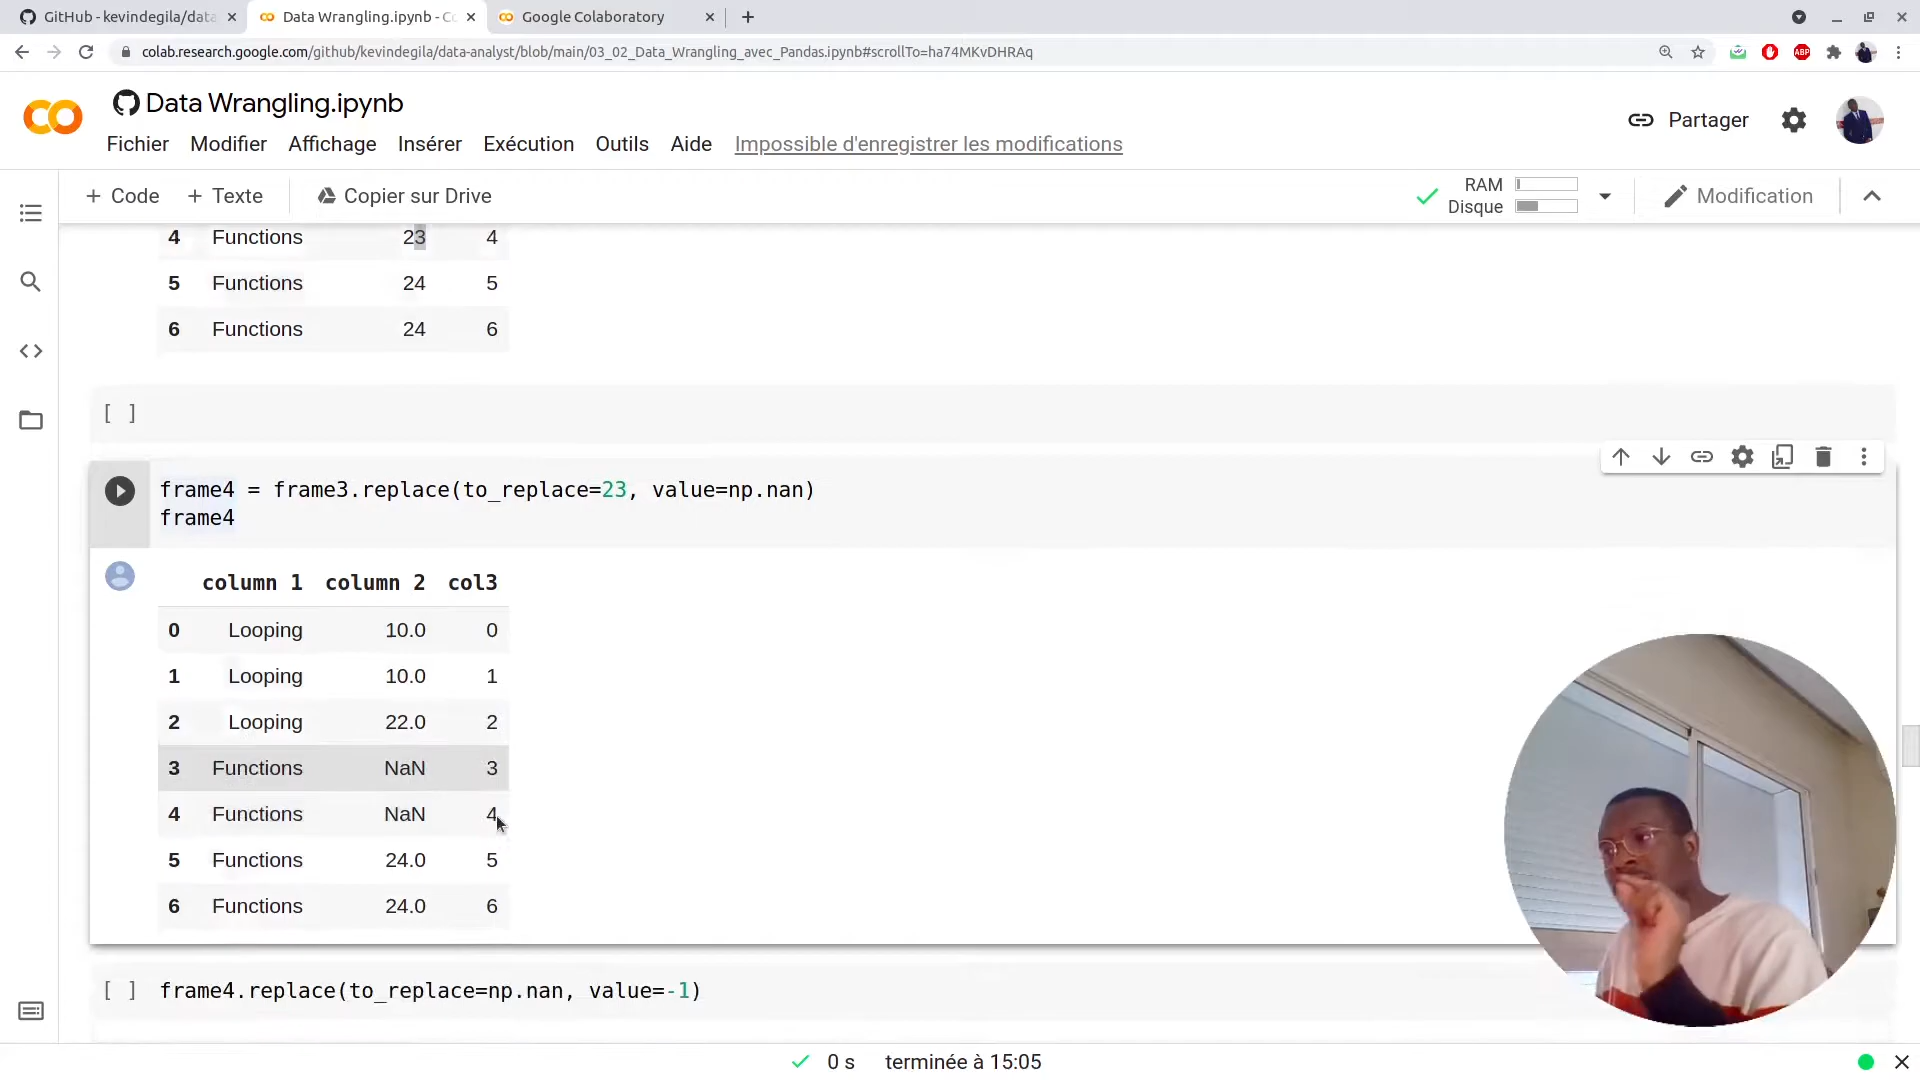 GitHub - kevindegila/data
Data Wrangling.ipynb - C
Google Colaboratory
colab.research.google.com/github/kevindegila/data-analyst/blob/main/03_02_Data_Wrangling_avec_Pandas.ipynb#scrollTo=ha74MKvDHRAq
ABP
Data Wrangling.ipynb
Fichier Modifier Affichage Insérer Exécution Outils Aide Impossible d'enregistrer les modifications
Partager
+ Code + Texte Copier sur Drive
RAM
Disque
Modification
4 Functions 23 4
5 Functions 24 5
6 Functions 24 6
[ ]
frame4 = frame3.replace(to_replace=23, value=np.nan)
frame4
column 1 column 2 col3
0 Looping 10.0 0
1 Looping 10.0 1
2 Looping 22.0 2
3 Functions NaN 3
4 Functions NaN 4
5 Functions 24.0 5
6 Functions 24.0 6
[ ] frame4.replace(to_replace=np.nan, value=-1)
0 s terminée à 15:05